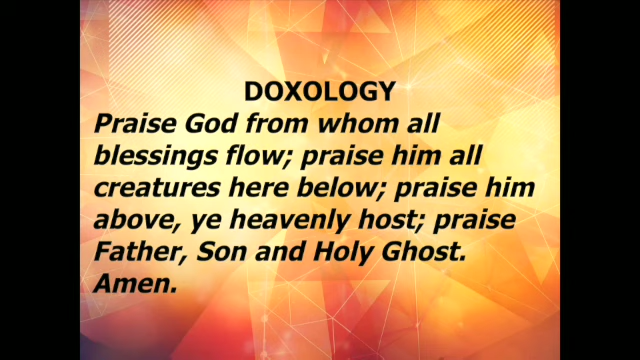 DOXOLOGY
Praise God from whom all
blessings flow; praise him all
creatures here below; praise him
above, ye heavenly host; praise
Father, Son and Holy Ghost.
Amen.